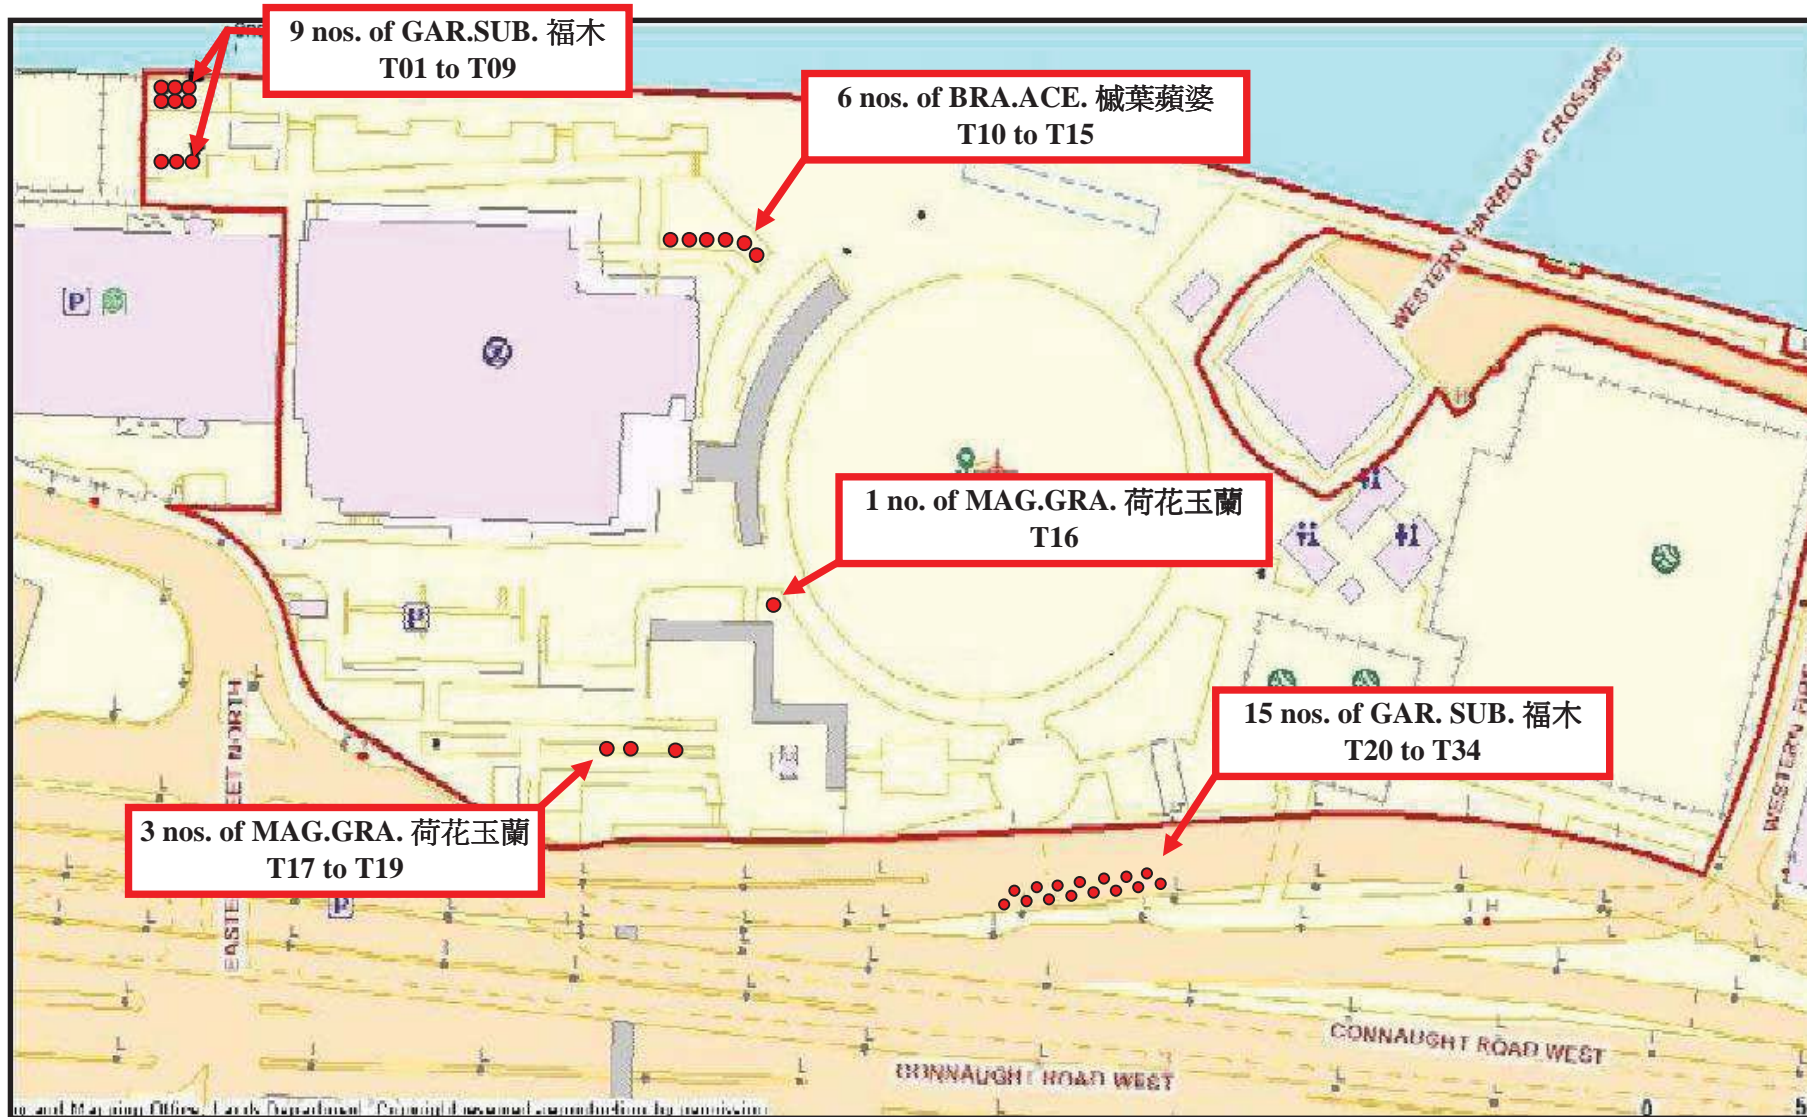 9 nos. of GAR.SUB. 福木
T01 to T09
6 nos. of BRA.ACE. 槭葉蘋婆
T10 to T15
WESTERN HARBOUR CROSSING
P
1 no. of MAG.GRA. 荷花玉蘭
T16
P
15 nos. of GAR. SUB. 福木
T20 to T34
3 nos. of MAG.GRA. 荷花玉蘭
T17 to T19
P
CONNAUGHT ROAD WEST
CONNAUGHT ROAD WEST